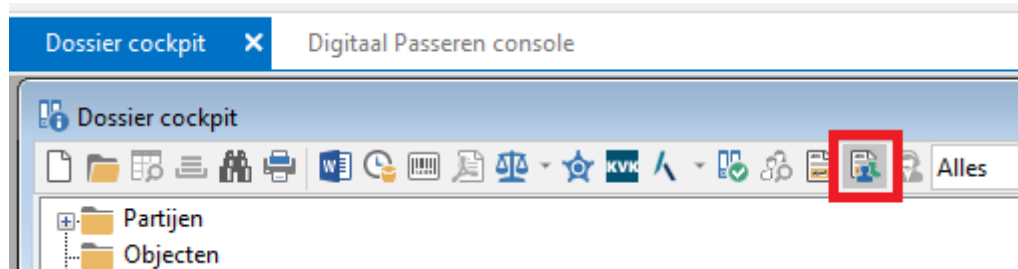 Dossier cockpit Digitaal Passeren console
Dossier cockpit
W KVK Alles
Partijen
Objecten